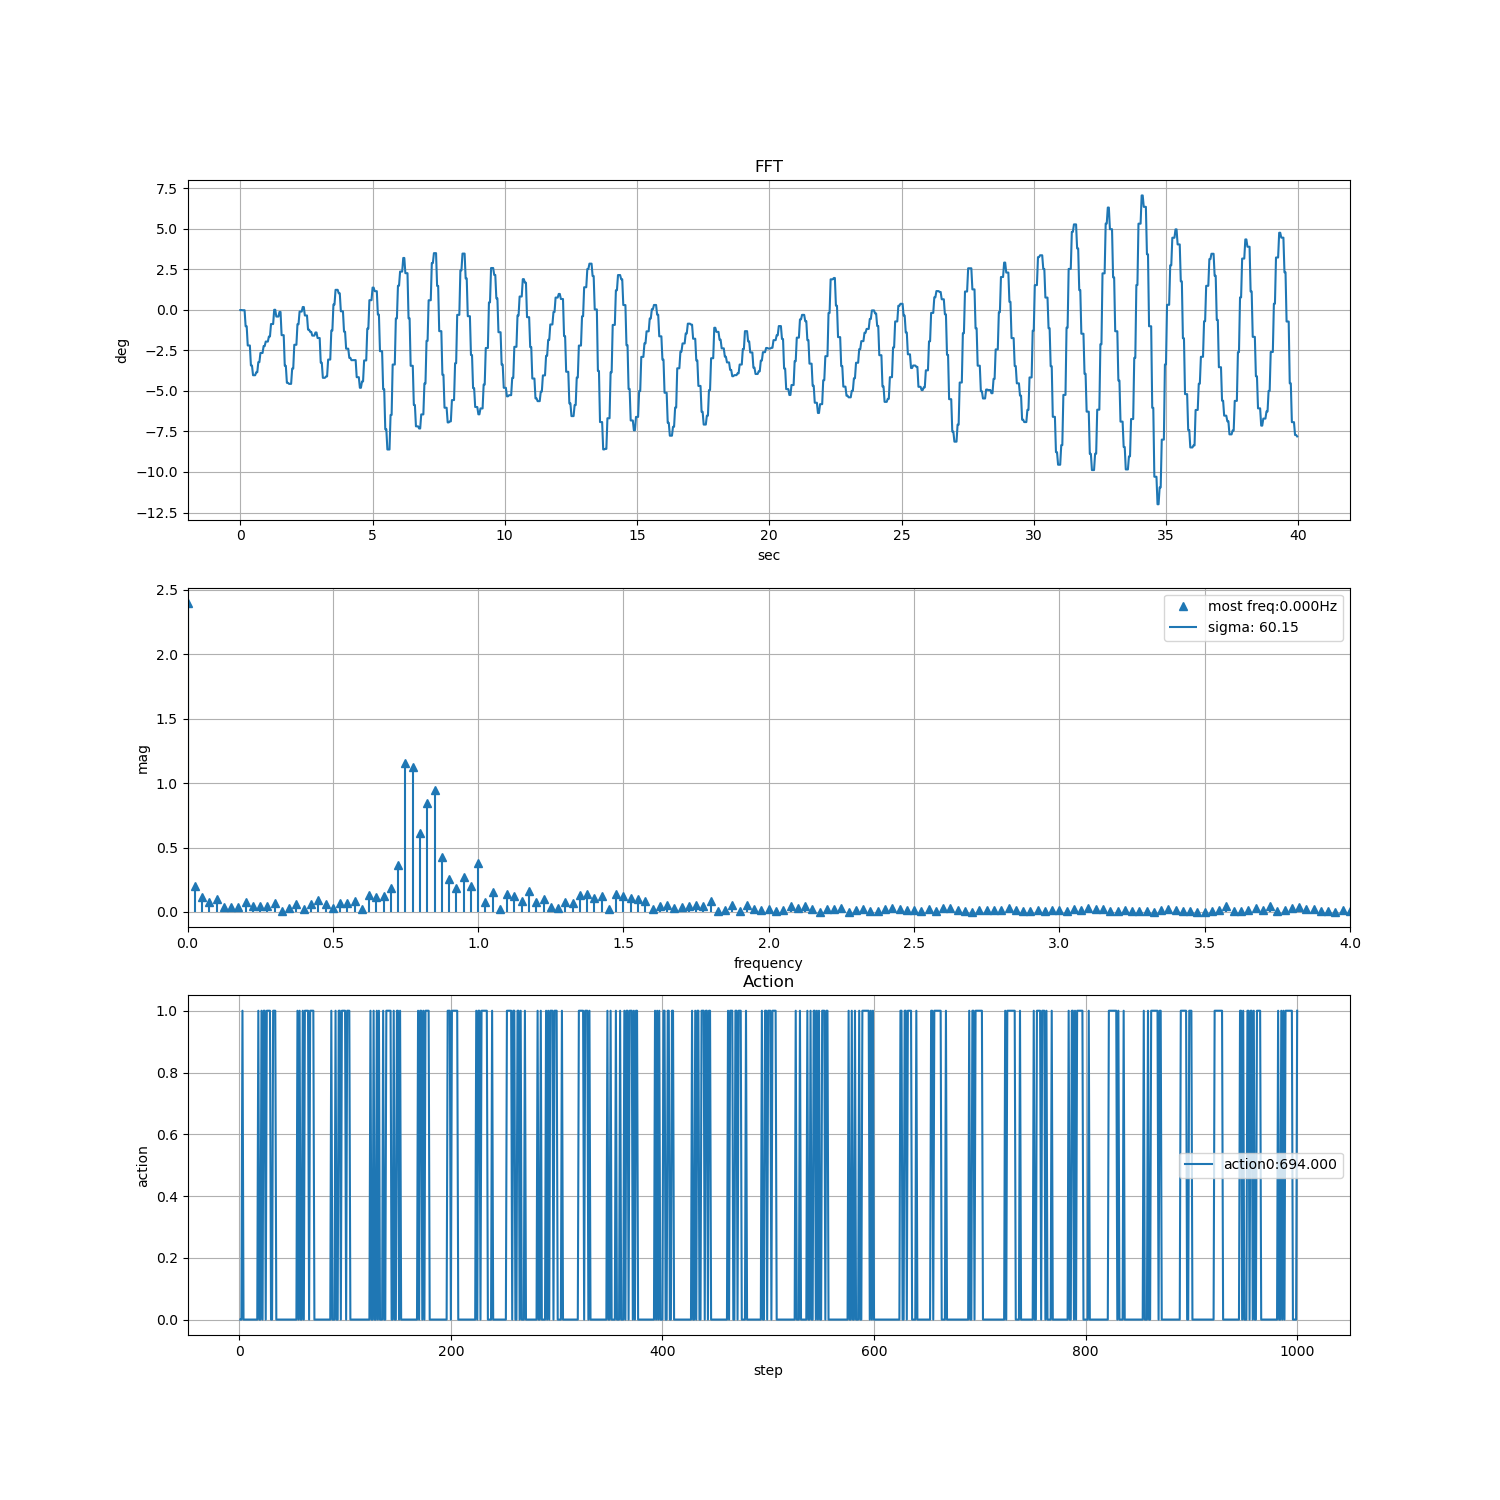 FFT
7.5
5.0
2.5
0.0
−2.5
−5.0
−7.5
−10.0
−12.5
deg
0 5 10 15 20 25 30 35 40
sec
2.5
2.0
1.5
1.0
0.5
0.0
mag
most freq:0.000Hz
sigma: 60.15
0.0 0.5 1.0 1.5 2.0 2.5 3.0 3.5 4.0
frequency
Action
1.0
0.8
0.6
0.4
0.2
0.0
action
action0:694.000
0 200 400 600 800 1000
step